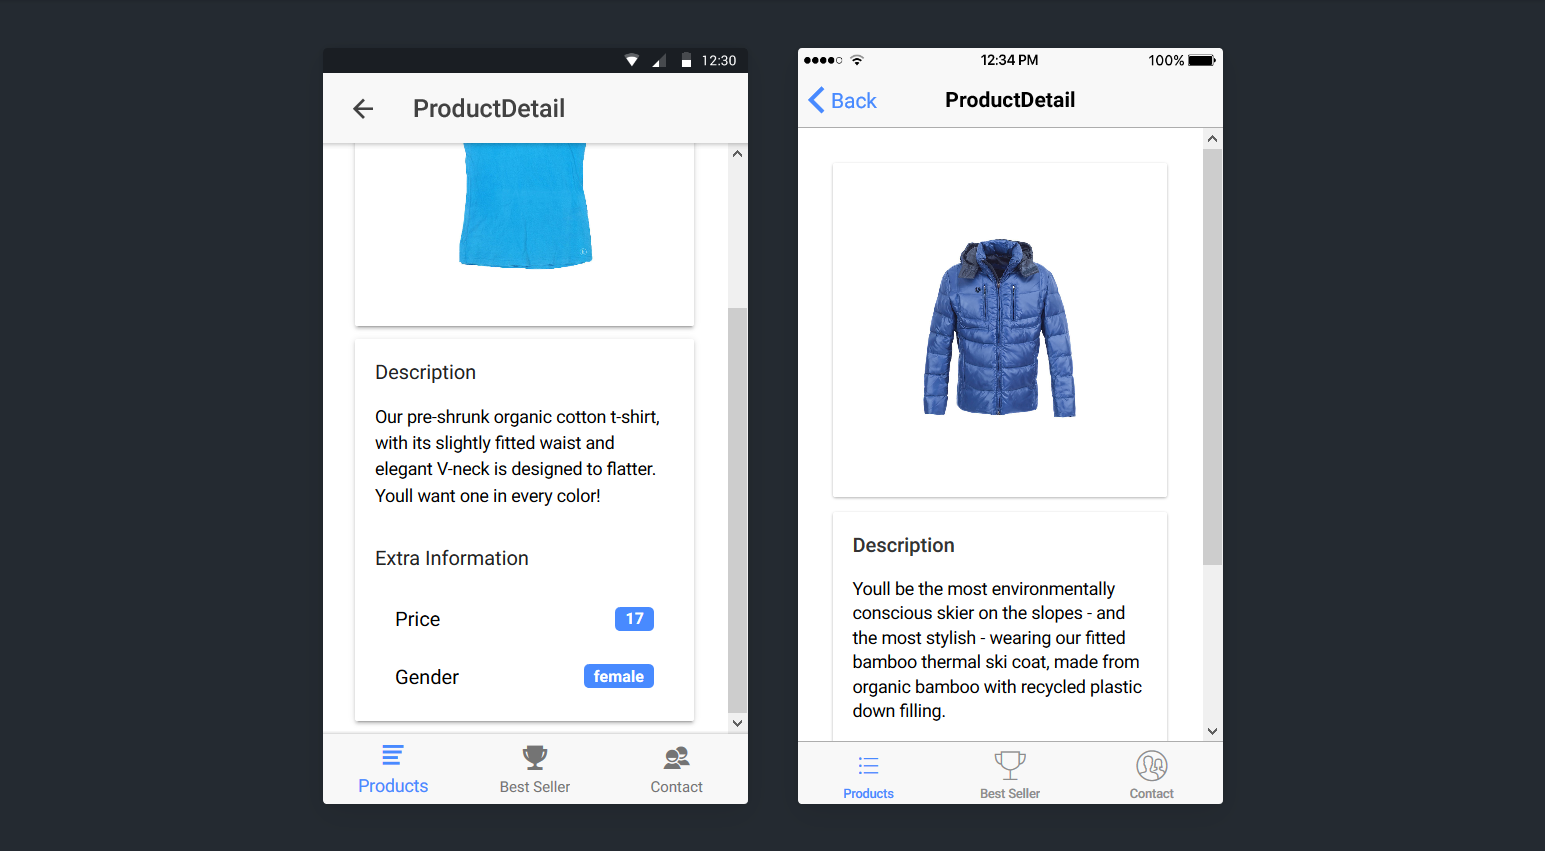 12:30
ProductDetail
Description
Our pre-shrunk organic cotton t-shirt,
with its slightly fitted waist and
elegant V-neck is designed to flatter.
Youll want one in every color!
Extra Information
Price 17
Gender female
Products Best Seller Contact
12:34 PM 100%
Back ProductDetail
Description
Youll be the most environmentally
conscious skier on the slopes - and
the most stylish - wearing our fitted
bamboo thermal ski coat, made from
organic bamboo with recycled plastic
down filling.
Products Best Seller Contact